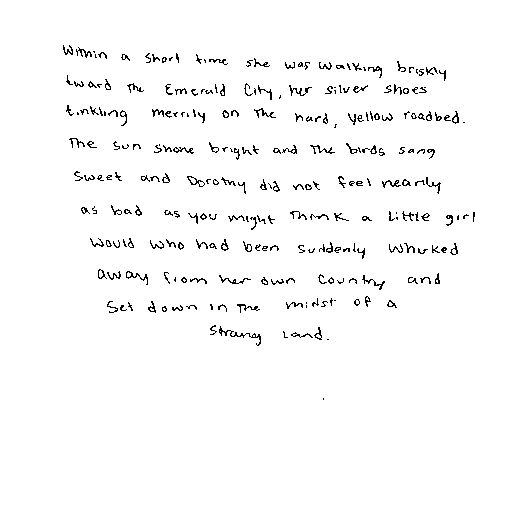 Within a short time she was walking briskly
tward the Emerald City, her silver shoes
tinkling merrily on the hard, yellow roadbed.
The sun shone bright and the birds sang
sweet and Dorothy did not feel nearly
as bad as you might think a little girl
would who had been suddenly whisked
away from her own country and
set down in the midst of a
strang land.